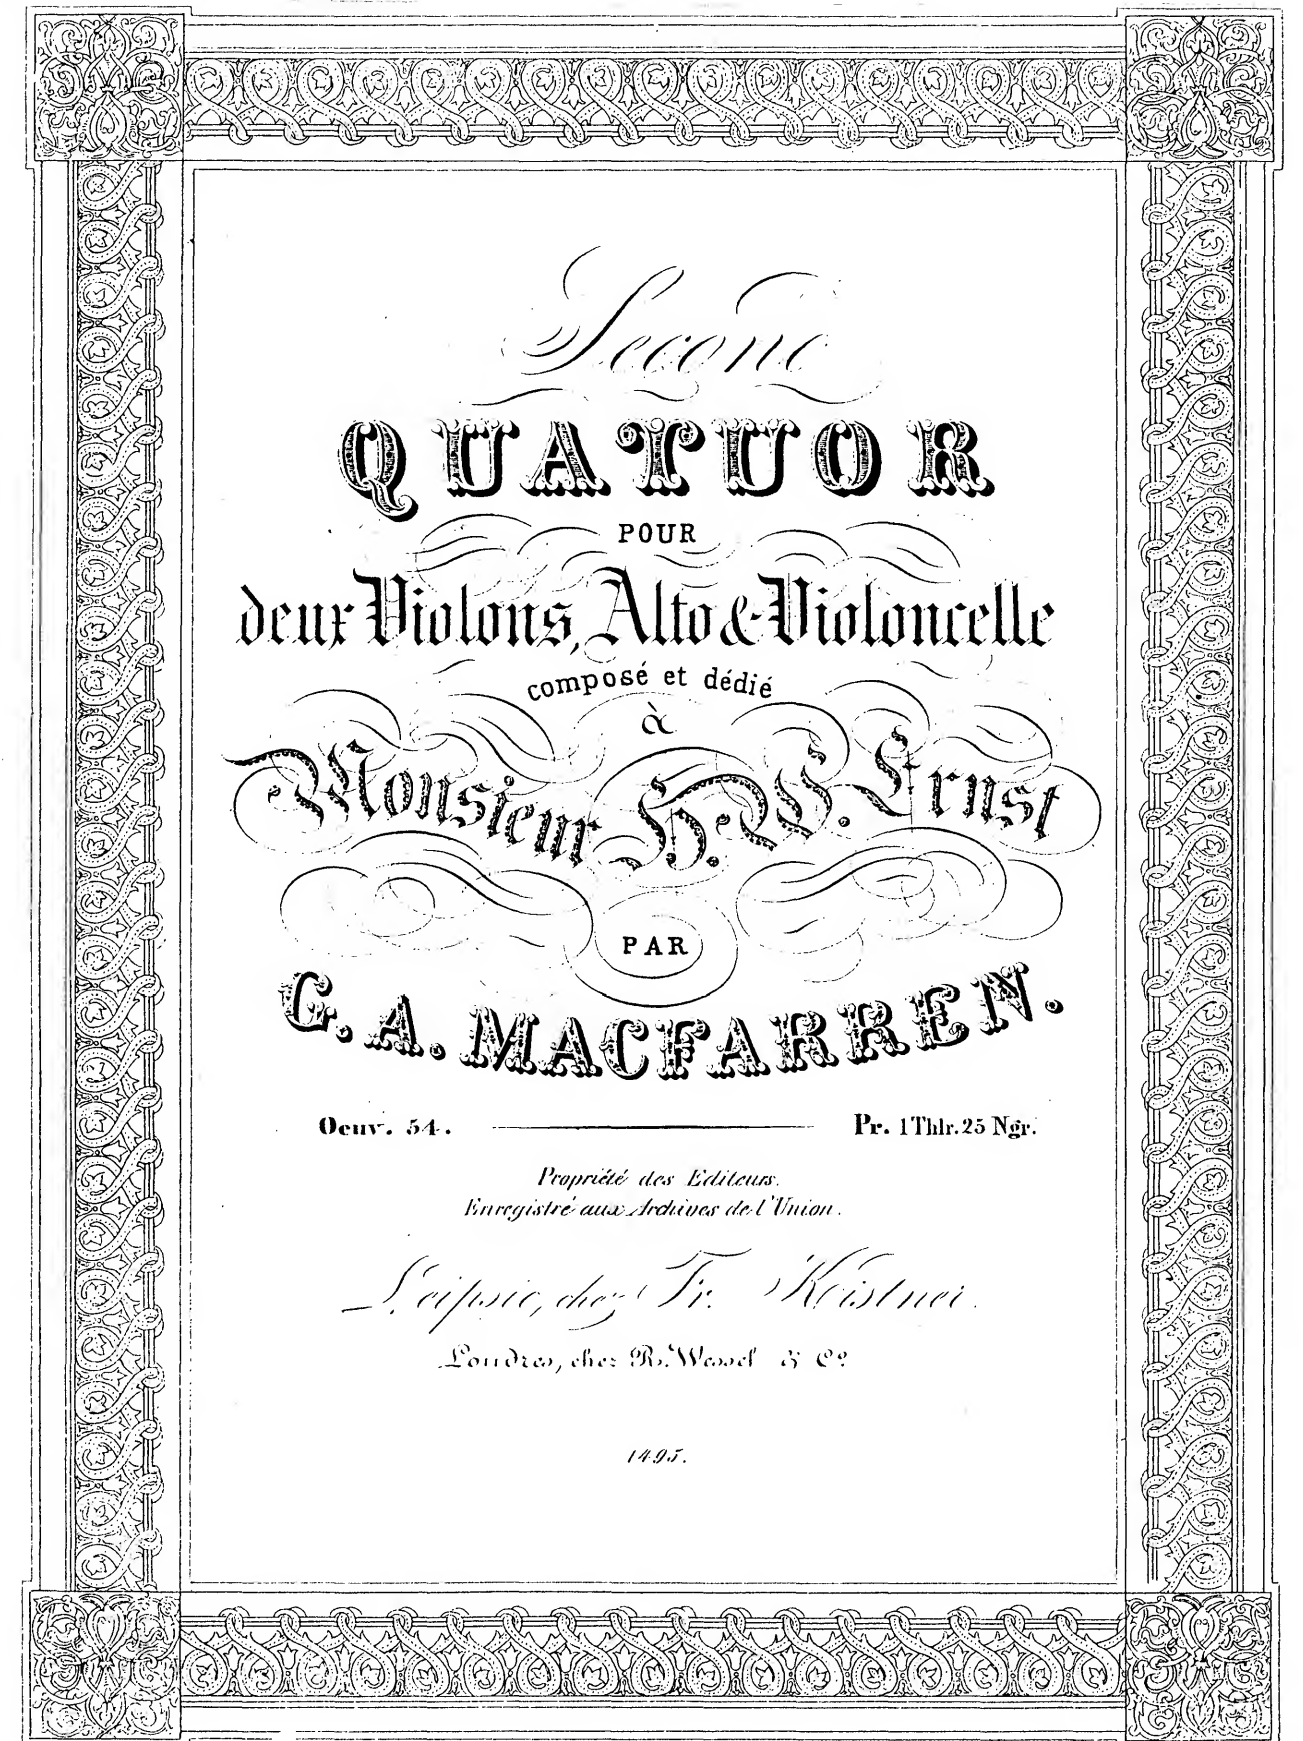 Second
QUATUOR
POUR
deux Violons, Alto & Violoncelle
composé et dédié
à
Monsieur H. W. Ernst
PAR
G. A. MACFARREN.
Oeuv. 54. Pr. 1 Thlr. 25 Ngr.
Propriété des Editeurs.
Enregistré aux Archives de l'Union.
Leipsic, chez Fr. Kistner.
Londres, chez R. Wessel & Co.
1495.